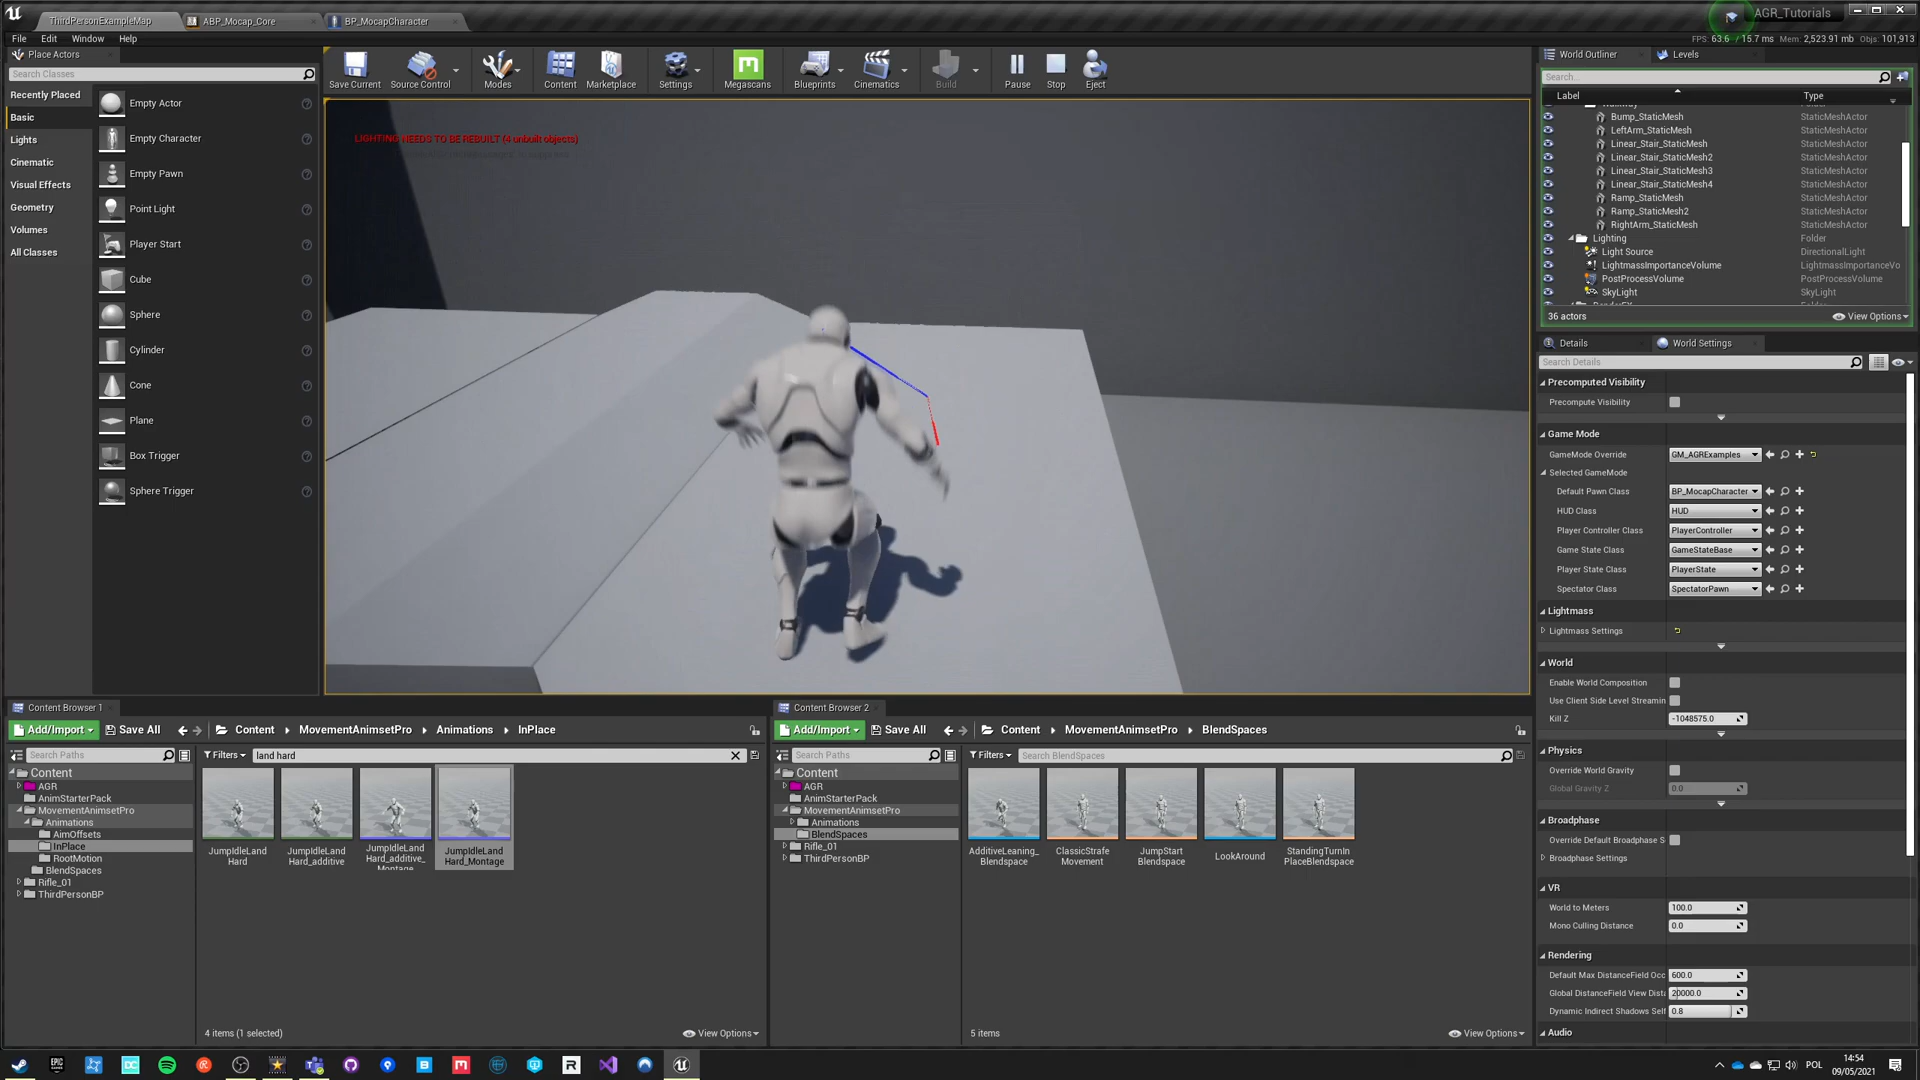 ThirdPersonExampleMap
ABP_Mocap_Core
BP_MocapCharacter
AGR_Tutorials
File Edit Window Help
FPS: 63.6 / 15.7 ms Mem: 2,523.91 mb Objs: 101,913
Place Actors
Search Classes
Recently Placed
Basic
Lights
Cinematic
Visual Effects
Geometry
Volumes
All Classes
Empty Actor
Empty Character
Empty Pawn
Point Light
Player Start
Cube
Sphere
Cylinder
Cone
Plane
Box Trigger
Sphere Trigger
Save Current
Source Control
Modes
Content
Marketplace
Settings
Megascans
Blueprints
Cinematics
Build
Pause
Stop
Eject
LIGHTING NEEDS TO BE REBUILT (4 unbuilt objects)
World Outliner
Levels
Search...
Label Type
Bump_StaticMesh StaticMeshActor
LeftArm_StaticMesh StaticMeshActor
Linear_Stair_StaticMesh StaticMeshActor
Linear_Stair_StaticMesh2 StaticMeshActor
Linear_Stair_StaticMesh3 StaticMeshActor
Linear_Stair_StaticMesh4 StaticMeshActor
Ramp_StaticMesh StaticMeshActor
Ramp_StaticMesh2 StaticMeshActor
RightArm_StaticMesh StaticMeshActor
Lighting Folder
Light Source DirectionalLight
LightmassImportanceVolume LightmassImportanceVo
PostProcessVolume PostProcessVolume
SkyLight SkyLight
36 actors
View Options
Details
World Settings
Search Details
Precomputed Visibility
Precompute Visibility
Game Mode
GameMode Override GM_AGRExamples
Selected GameMode
Default Pawn Class BP_MocapCharacter
HUD Class HUD
Player Controller Class PlayerController
Game State Class GameStateBase
Player State Class PlayerState
Spectator Class SpectatorPawn
Lightmass
Lightmass Settings
World
Enable World Composition
Use Client Side Level Streamin
Kill Z -1048575.0
Physics
Override World Gravity
Global Gravity Z 0.0
Broadphase
Override Default Broadphase S
Broadphase Settings
VR
World to Meters 100.0
Mono Culling Distance 0.0
Rendering
Default Max DistanceField Occ 600.0
Global DistanceField View Dista 20000.0
Dynamic Indirect Shadows Self 0.8
Audio
Content Browser 1
Add/Import Save All Content MovementAnimsetPro Animations InPlace
Search Paths
Filters land hard
Content
AGR
AnimStarterPack
MovementAnimsetPro
Animations
AimOffsets
InPlace
RootMotion
BlendSpaces
Rifle_01
ThirdPersonBP
JumpIdleLand
Hard
JumpIdleLand
Hard_additive
JumpIdleLand
Hard_additive_
Montage
JumpIdleLand
Hard_Montage
4 items (1 selected)
View Options
Content Browser 2
Add/Import Save All Content MovementAnimsetPro BlendSpaces
Search Paths
Filters Search BlendSpaces
Content
AGR
AnimStarterPack
MovementAnimsetPro
Animations
BlendSpaces
Rifle_01
ThirdPersonBP
AdditiveLeaning_
Blendspace
ClassicStrafe
Movement
JumpStart
Blendspace
LookAround
StandingTurnIn
PlaceBlendspace
5 items
View Options
POL
14:54
09/05/2021